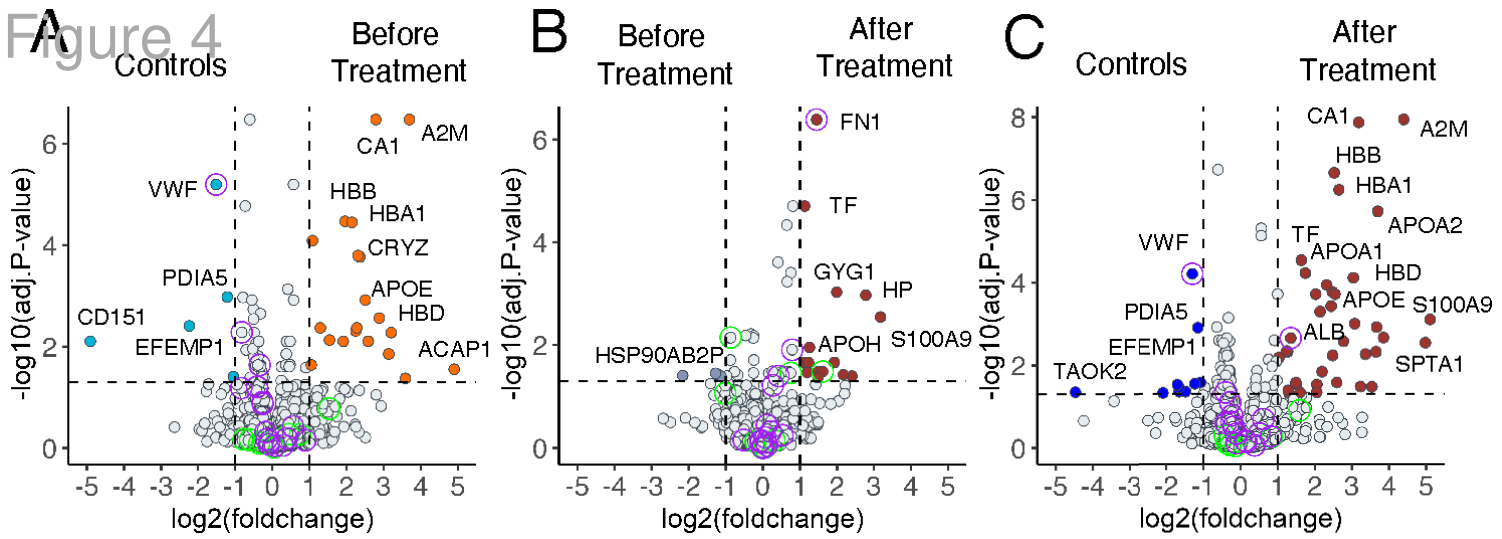 Figure 4
A
Controls
Before
Treatment
-log10(adj.P-value)
6
4
2
0
CA1
A2M
VWF
HBB
HBA1
CRYZ
PDIA5
APOE
CD151
HBD
EFEMP1
ACAP1
-5 -4 -3 -2 -1 0 1 2 3 4 5
log2(foldchange)
B
Before
Treatment
After
Treatment
-log10(adj.P-value)
6
4
2
0
FN1
TF
GYG1
HP
S100A9
APOH
HSP90AB2P
-5 -4 -3 -2 -1 0 1 2 3 4 5
log2(foldchange)
C
Controls
After
Treatment
-log10(adj.P-value)
8
6
4
2
0
CA1
A2M
HBB
HBA1
APOA2
VWF
TF
APOA1
HBD
PDIA5
APOE
S100A9
EFEMP1
ALB
SPTA1
TAOK2
-5 -4 -3 -2 -1 0 1 2 3 4 5
log2(foldchange)